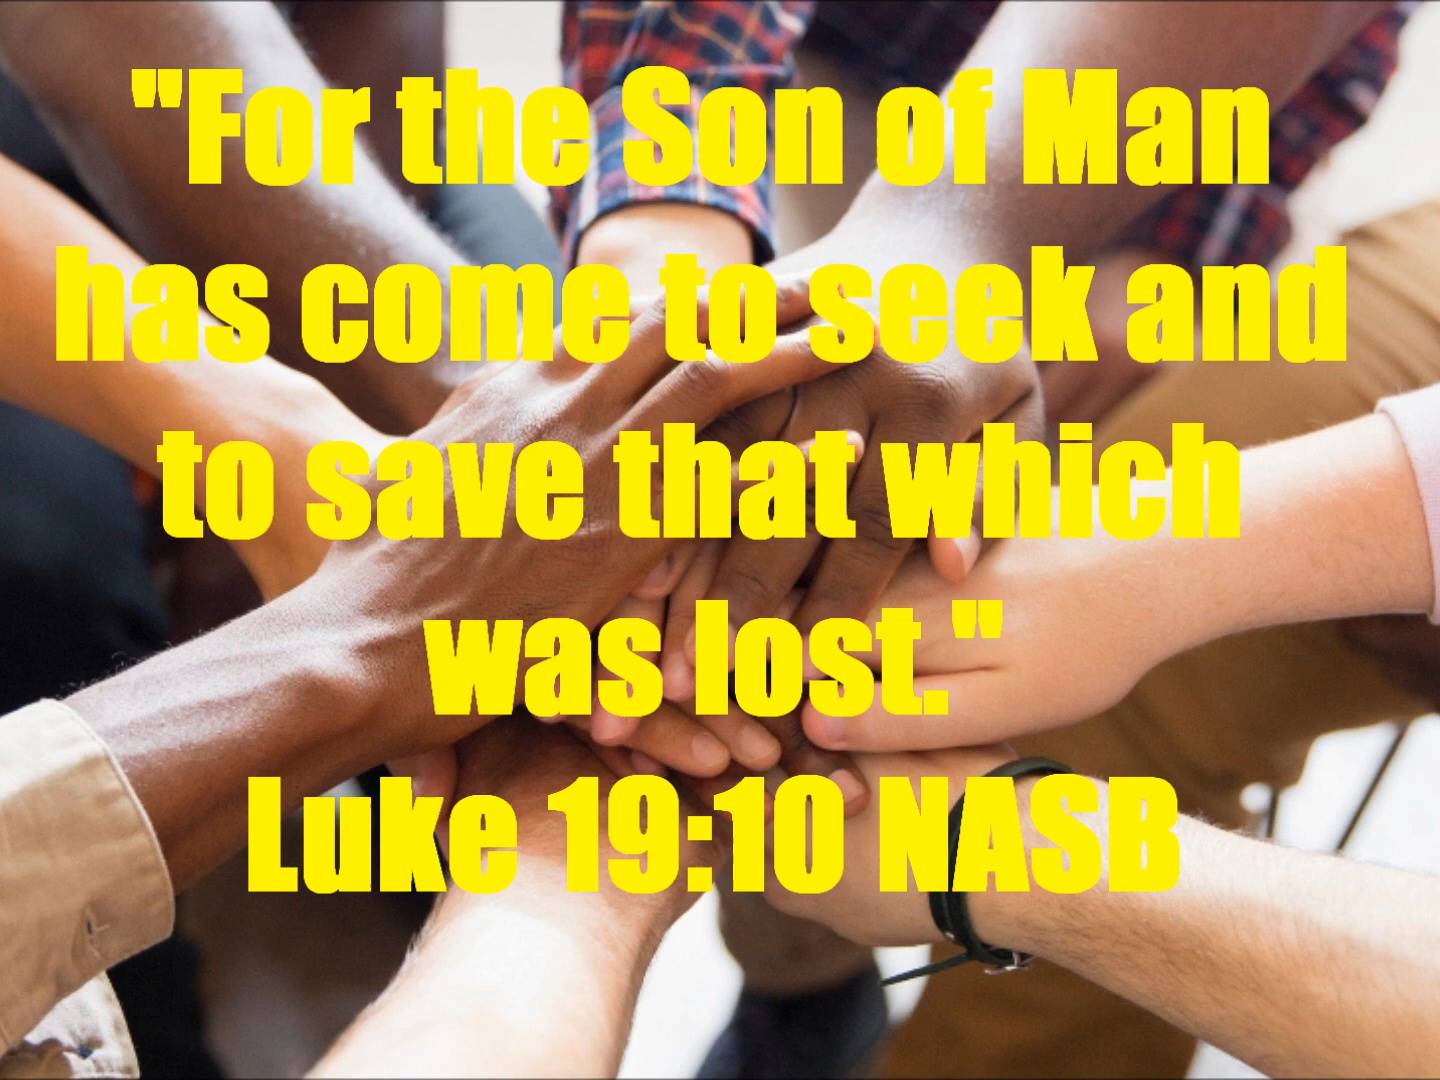 "For the Son of Man
has come to seek and
to save that which
was lost."
Luke 19:10 NASB